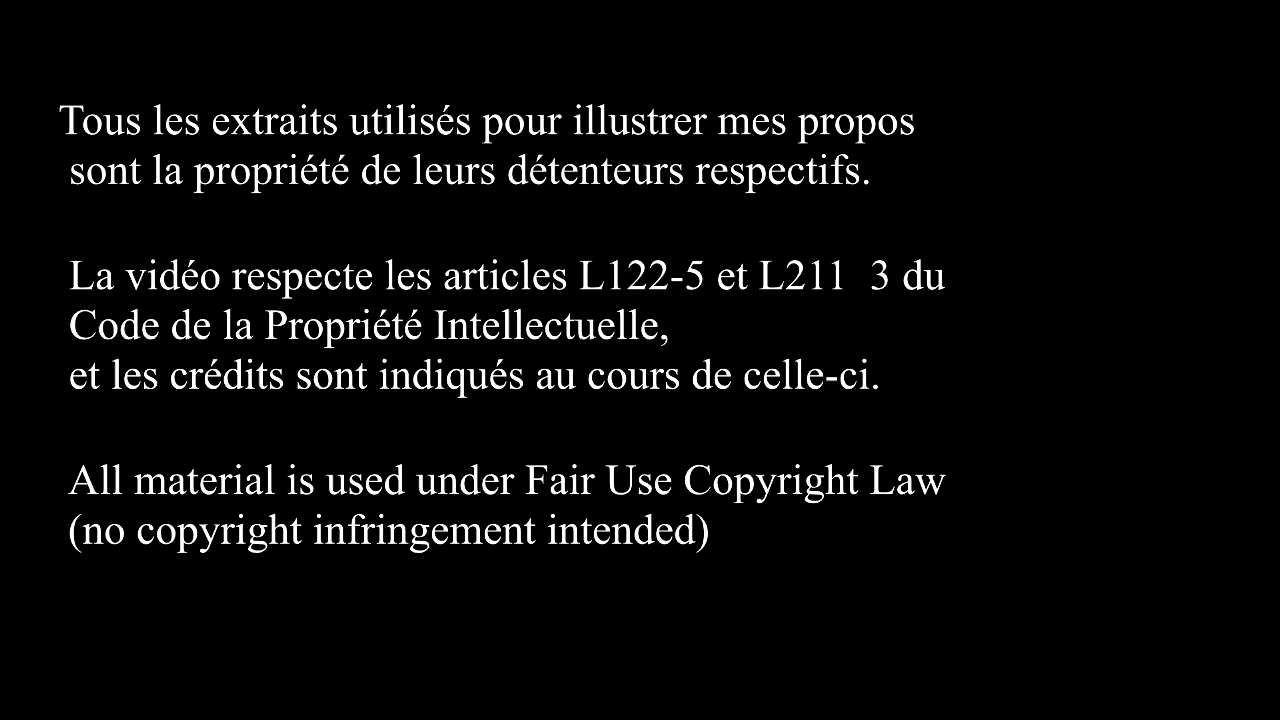 Tous les extraits utilisés pour illustrer mes propos
sont la propriété de leurs détenteurs respectifs.
La vidéo respecte les articles L122-5 et L211  3 du
Code de la Propriété Intellectuelle,
et les crédits sont indiqués au cours de celle-ci.
All material is used under Fair Use Copyright Law
(no copyright infringement intended)